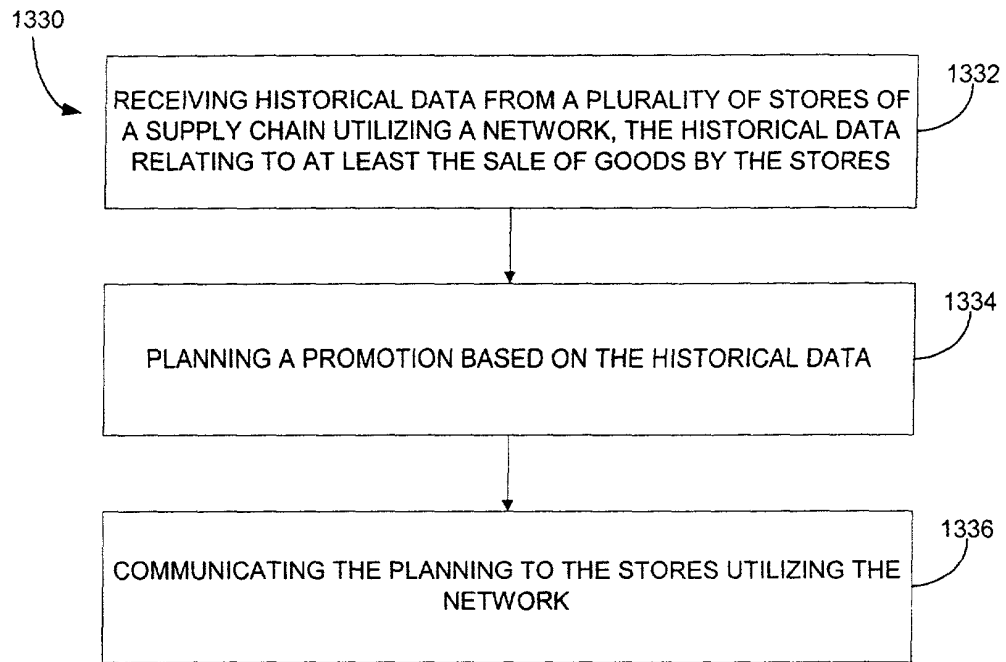 1330
1332
RECEIVING HISTORICAL DATA FROM A PLURALITY OF STORES OF
A SUPPLY CHAIN UTILIZING A NETWORK, THE HISTORICAL DATA
RELATING TO AT LEAST THE SALE OF GOODS BY THE STORES
1334
PLANNING A PROMOTION BASED ON THE HISTORICAL DATA
1336
COMMUNICATING THE PLANNING TO THE STORES UTILIZING THE
NETWORK